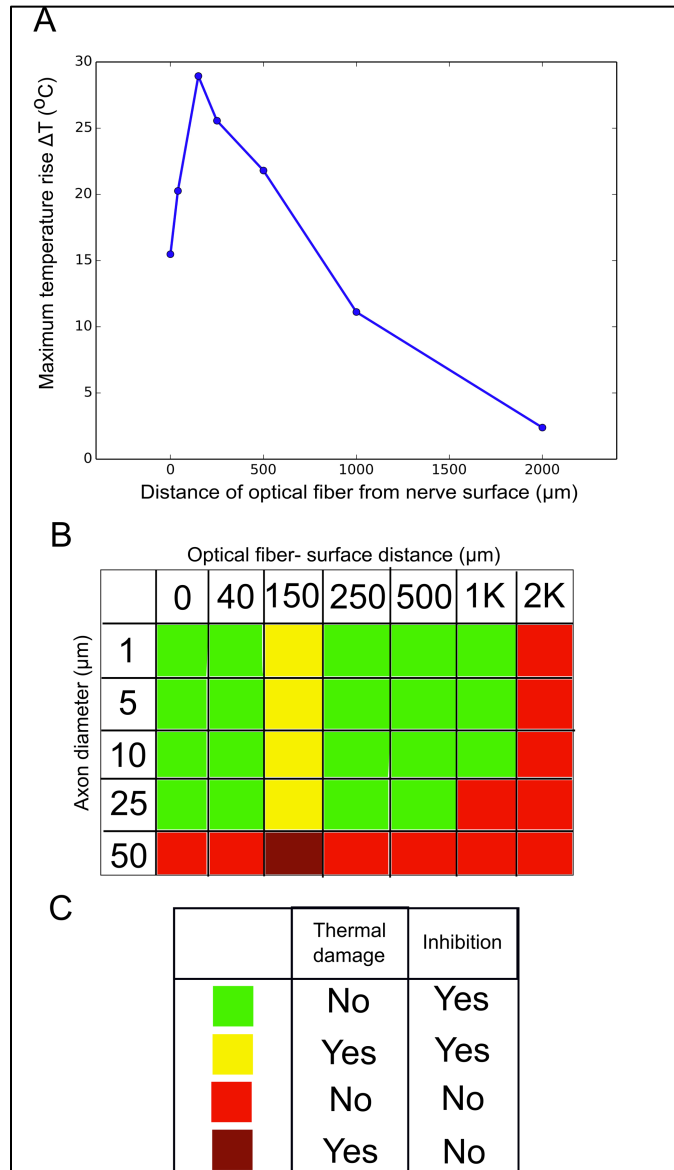 A
Maximum temperature rise ΔT (⁰C)
30
25
20
15
10
5
0
0 500 1000 1500 2000
Distance of optical fiber from nerve surface (µm)
B
Optical fiber- surface distance (µm)
Axon diameter (µm)
0 40 150 250 500 1K 2K
1
5
10
25
50
C
Thermal
damage
Inhibition
No Yes
Yes Yes
No No
Yes No